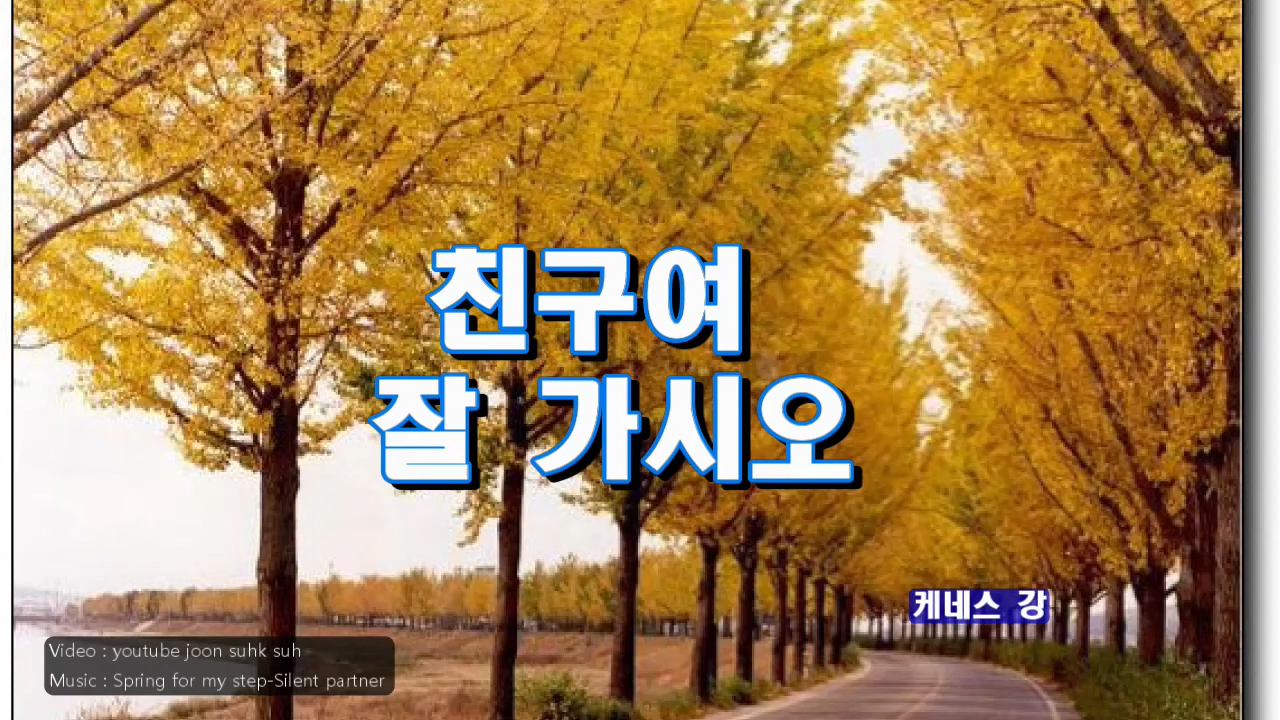 친구여
잘 가시오
케네스 강
Video : youtube joon suhk suh
Music : Spring for my step-Silent partner